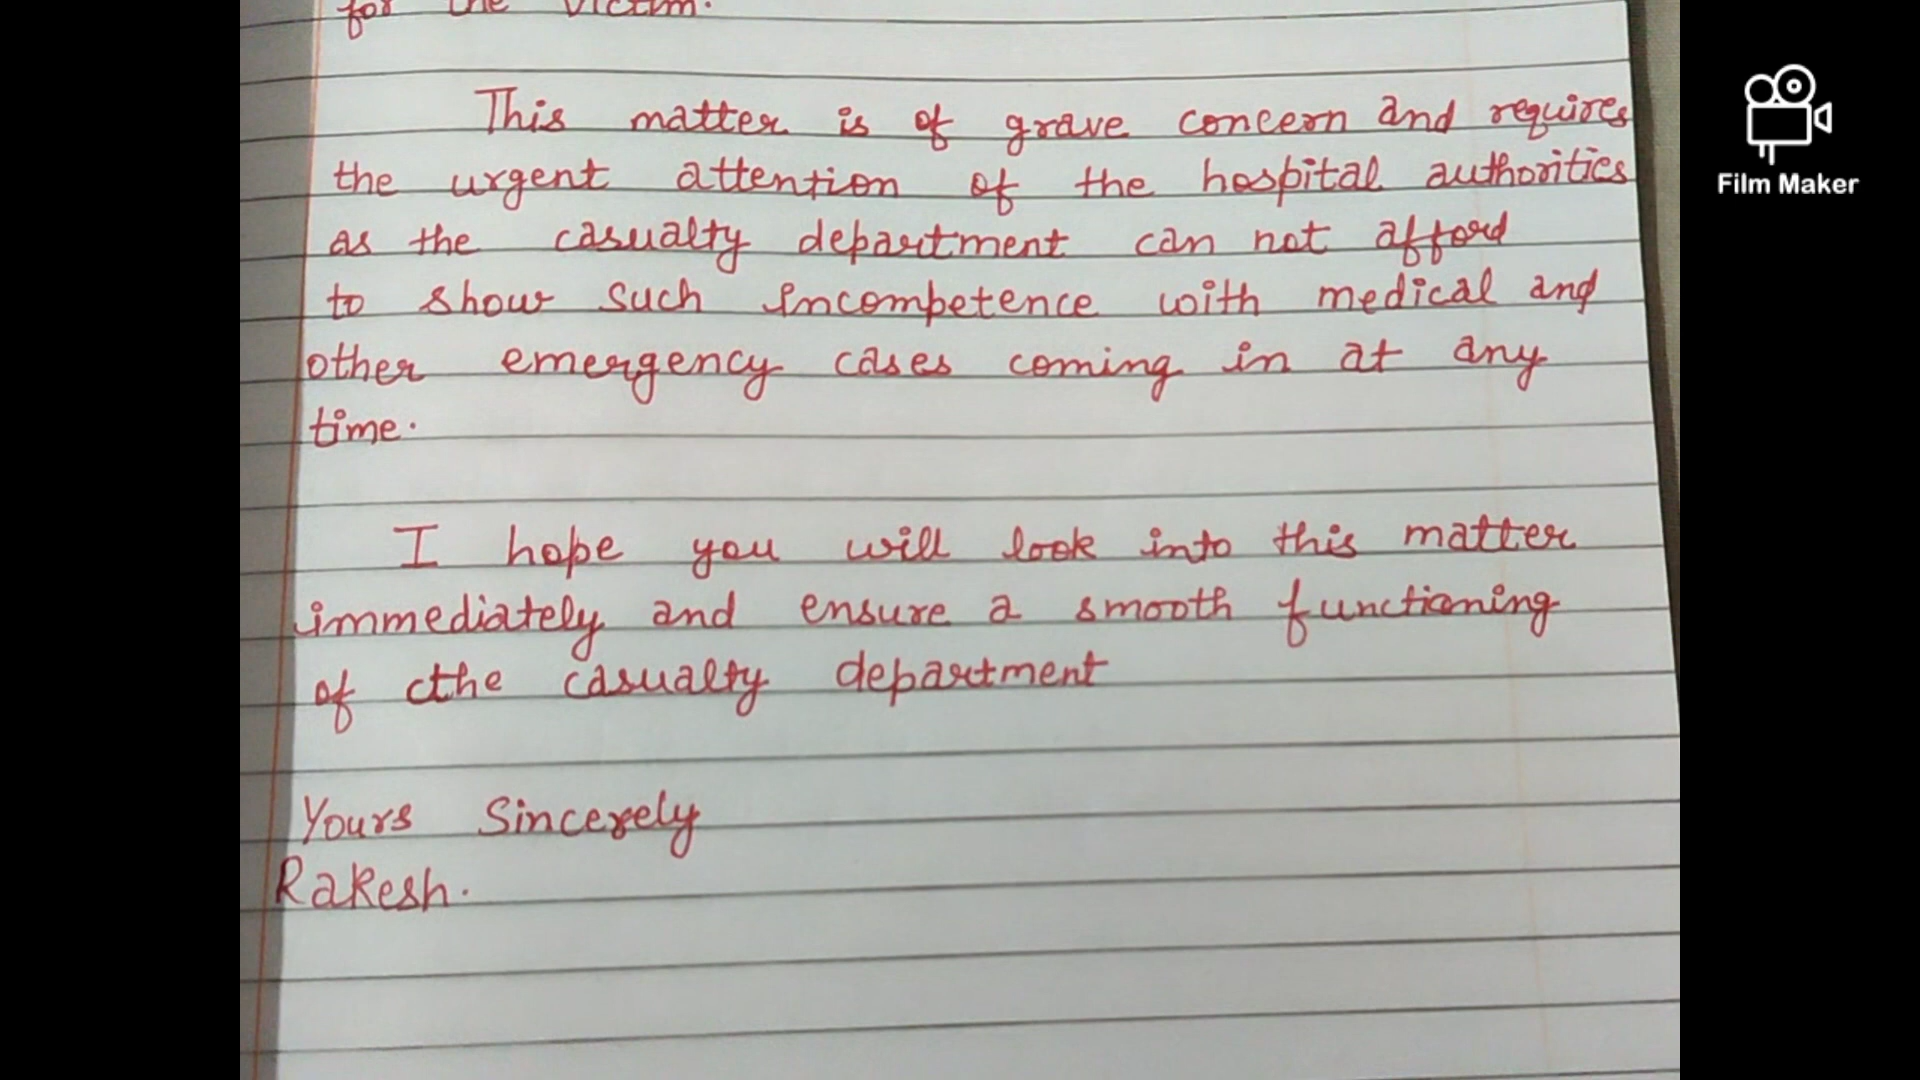 for the victim.
This matter is of grave concern and requires
the urgent attention of the hospital authorities
as the casualty department can not afford
to show such incompetence with medical and
other emergency cases coming in at any
time.
I hope you will look into this matter
immediately and ensure a smooth functioning
of cthe casualty department
Yours Sincerely
Rakesh.
Film Maker